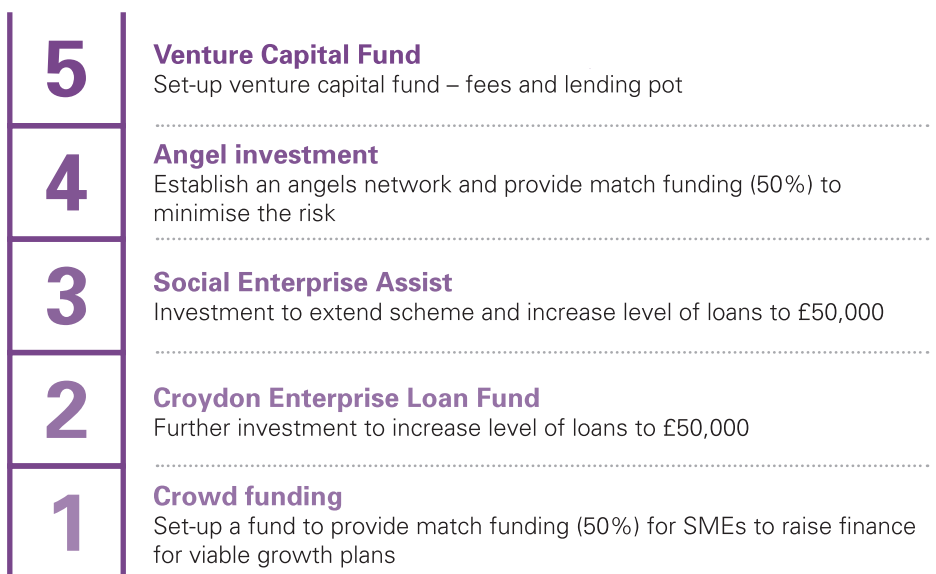 5
Venture Capital Fund
Set-up venture capital fund – fees and lending pot
4
Angel investment
Establish an angels network and provide match funding (50%) to
minimise the risk
3
Social Enterprise Assist
Investment to extend scheme and increase level of loans to £50,000
2
Croydon Enterprise Loan Fund
Further investment to increase level of loans to £50,000
1
Crowd funding
Set-up a fund to provide match funding (50%) for SMEs to raise finance
for viable growth plans